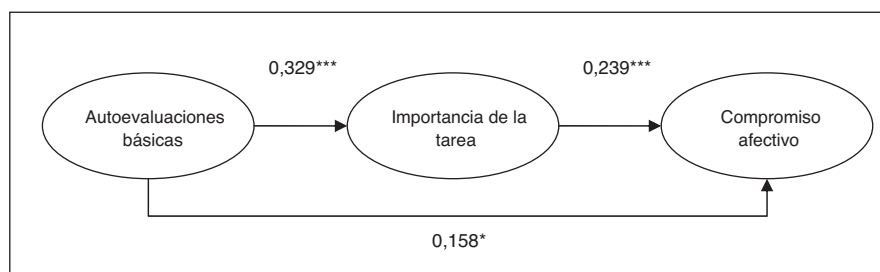 0,329***
0,239***
Autoevaluaciones
básicas
Importancia de la
tarea
Compromiso
afectivo
0,158*